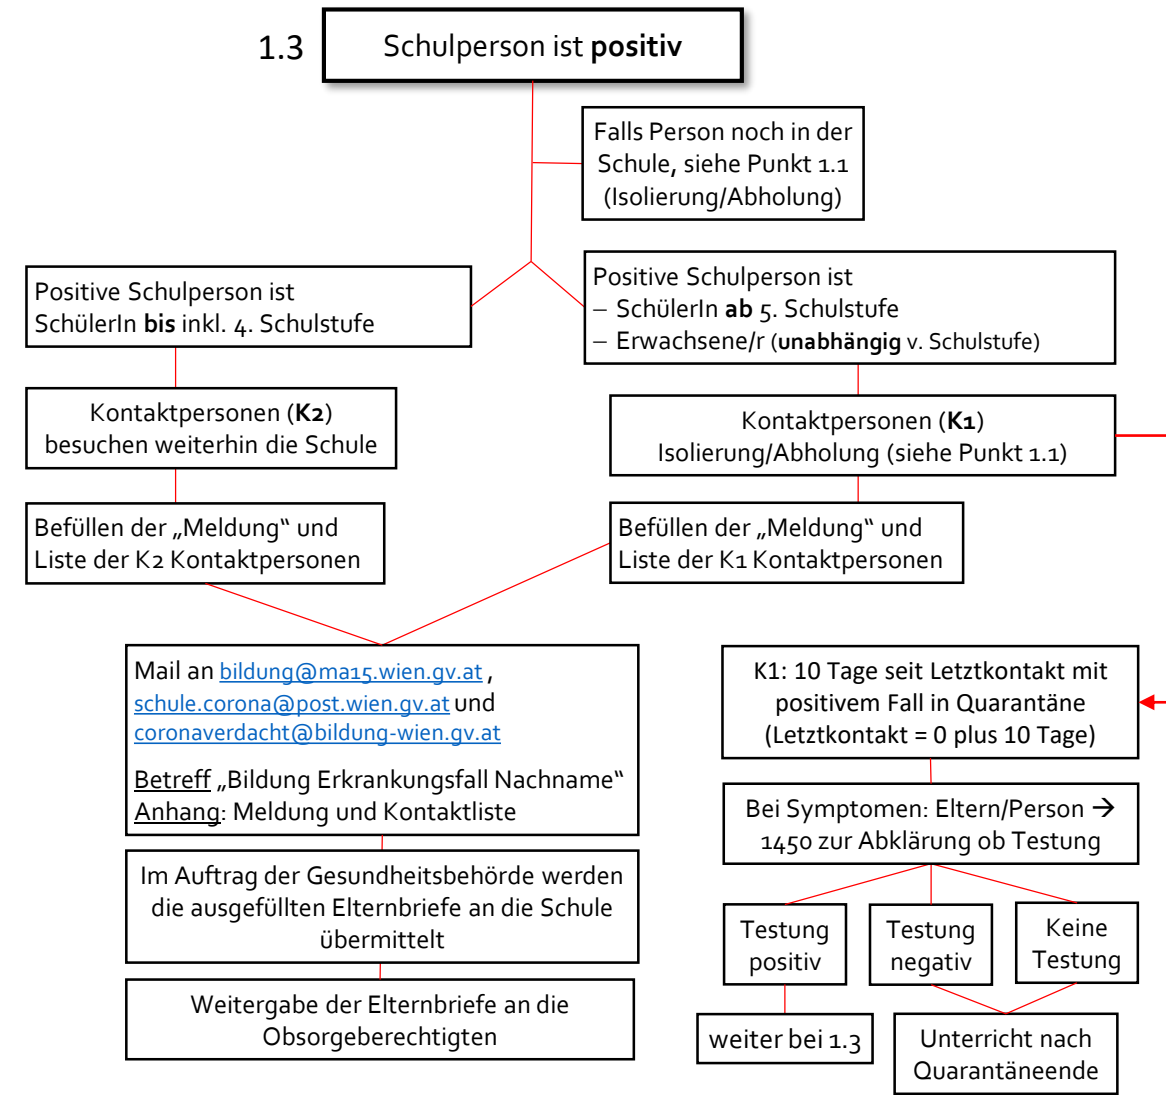 1.3
Schulperson ist positiv
Falls Person noch in der
Schule, siehe Punkt 1.1
(Isolierung/Abholung)
Positive Schulperson ist
SchülerIn bis inkl. 4. Schulstufe
Positive Schulperson ist
– SchülerIn ab 5. Schulstufe
– Erwachsene/r (unabhängig v. Schulstufe)
Kontaktpersonen (K2)
besuchen weiterhin die Schule
Kontaktpersonen (K1)
Isolierung/Abholung (siehe Punkt 1.1)
Befüllen der „Meldung“ und
Liste der K2 Kontaktpersonen
Befüllen der „Meldung“ und
Liste der K1 Kontaktpersonen
Mail an bildung@ma15.wien.gv.at ,
schule.corona@post.wien.gv.at und
coronaverdacht@bildung-wien.gv.at
Betreff „Bildung Erkrankungsfall Nachname“
Anhang: Meldung und Kontaktliste
Im Auftrag der Gesundheitsbehörde werden
die ausgefüllten Elternbriefe an die Schule
übermittelt
Weitergabe der Elternbriefe an die
Obsorgeberechtigten
K1: 10 Tage seit Letztkontakt mit
positivem Fall in Quarantäne
(Letztkontakt = 0 plus 10 Tage)
Bei Symptomen: Eltern/Person →
1450 zur Abklärung ob Testung
Testung
positiv
Testung
negativ
Keine
Testung
weiter bei 1.3
Unterricht nach
Quarantäneende